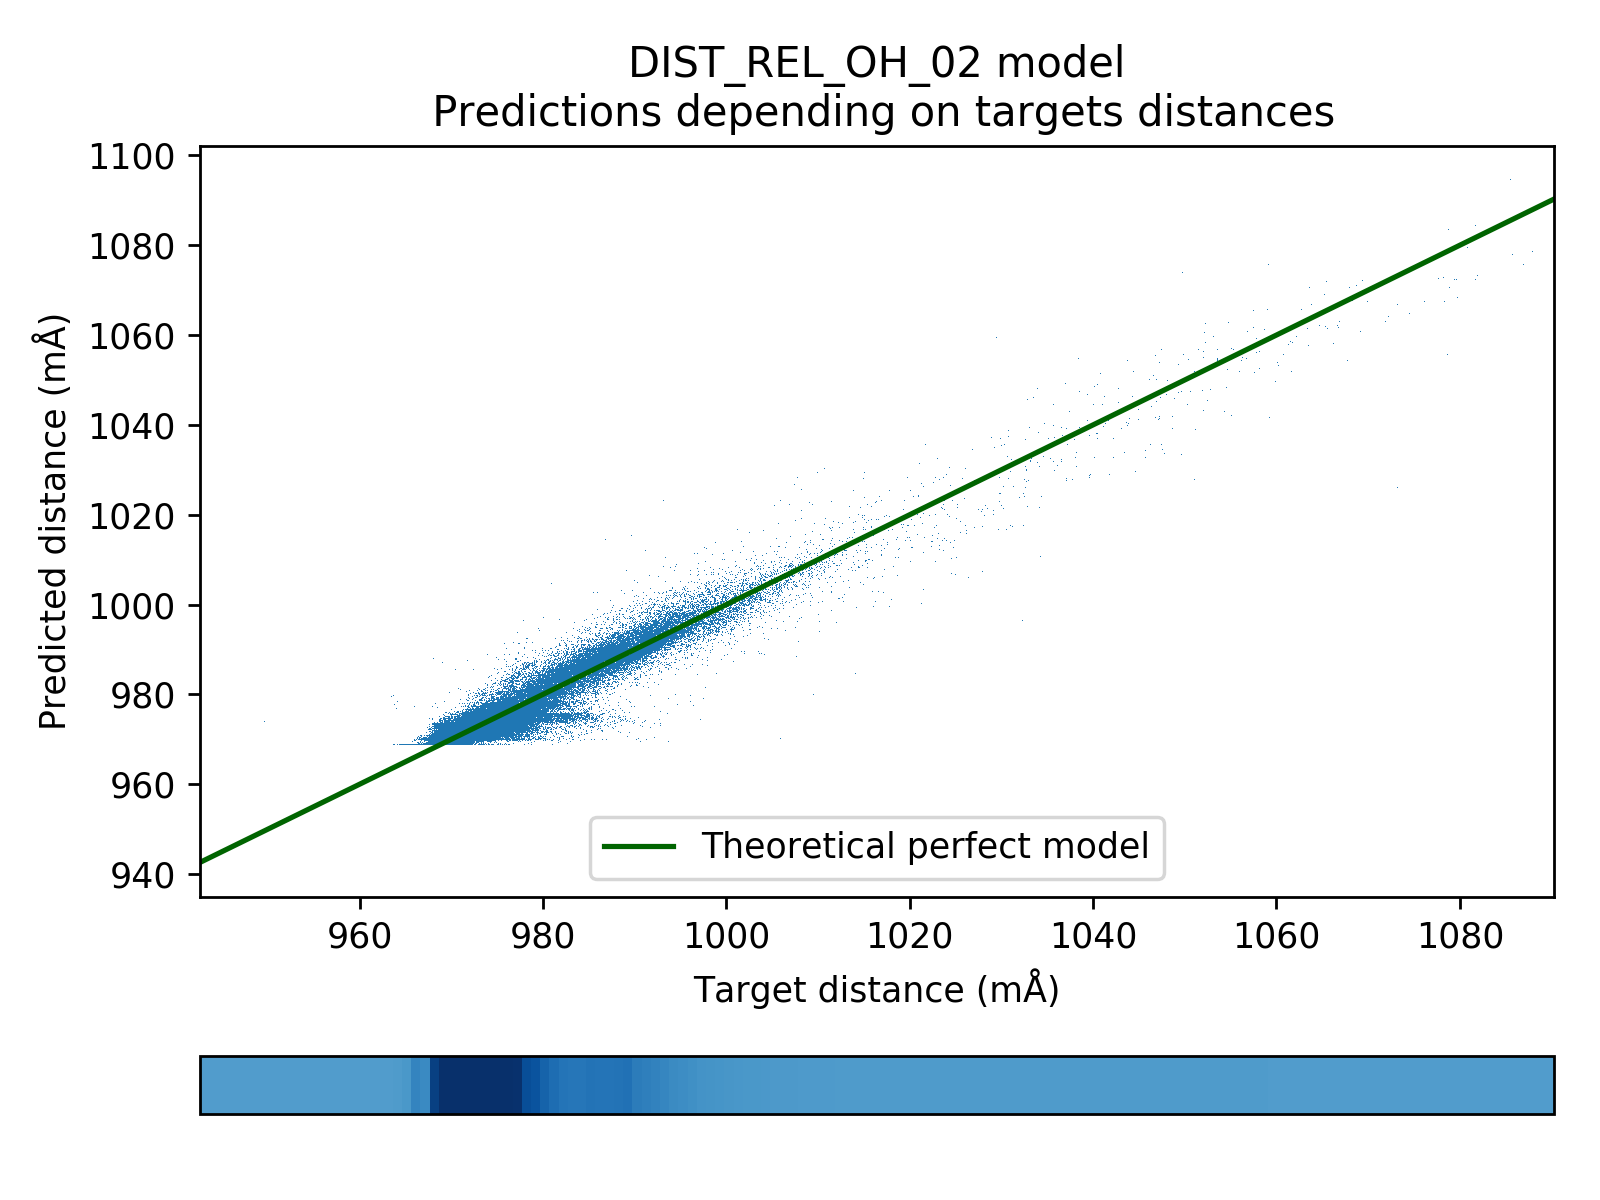 DIST_REL_OH_02 model
Predictions depending on targets distances
1100
1080
1060
1040
1020
1000
980
960
940
Predicted distance (mÅ)
Theoretical perfect model
960 980 1000 1020 1040 1060 1080
Target distance (mÅ)